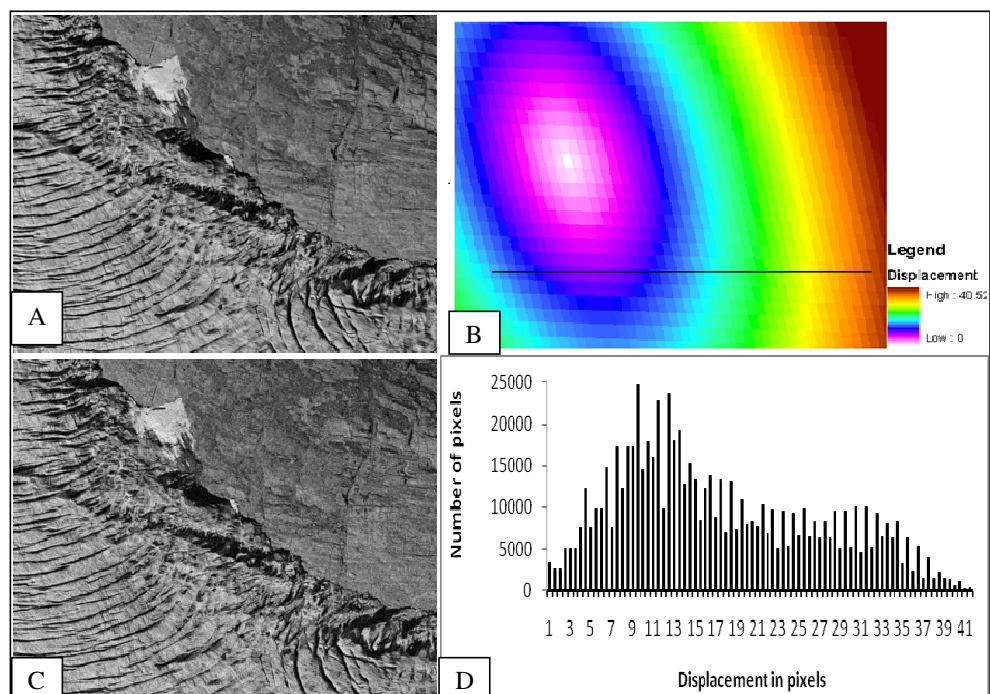 A
B
Legend
Displacement
High : 40.52
Low : 0
C
D
Number of pixels
25000
20000
15000
10000
5000
0
1 3 5 7 9 11 13 15 17 19 21 23 25 27 29 31 33 35 37 39 41
Displacement in pixels